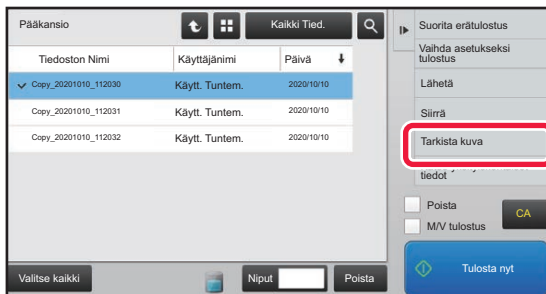 Pääkansio
Kaikki Tied.
Tiedoston Nimi
Käyttäjänimi
Päivä
Copy_20201010_112030
Käytt. Tuntem.
2020/10/10
Copy_20201010_112031
Käytt. Tuntem.
2020/10/10
Copy_20201010_112032
Käytt. Tuntem.
2020/10/10
Valitse kaikki
Niput
Poista
Suorita erätulostus
Vaihda asetukseksi
tulostus
Lähetä
Siirrä
Tarkista kuva
tiedot
Poista
M/V tulostus
CA
Tulosta nyt